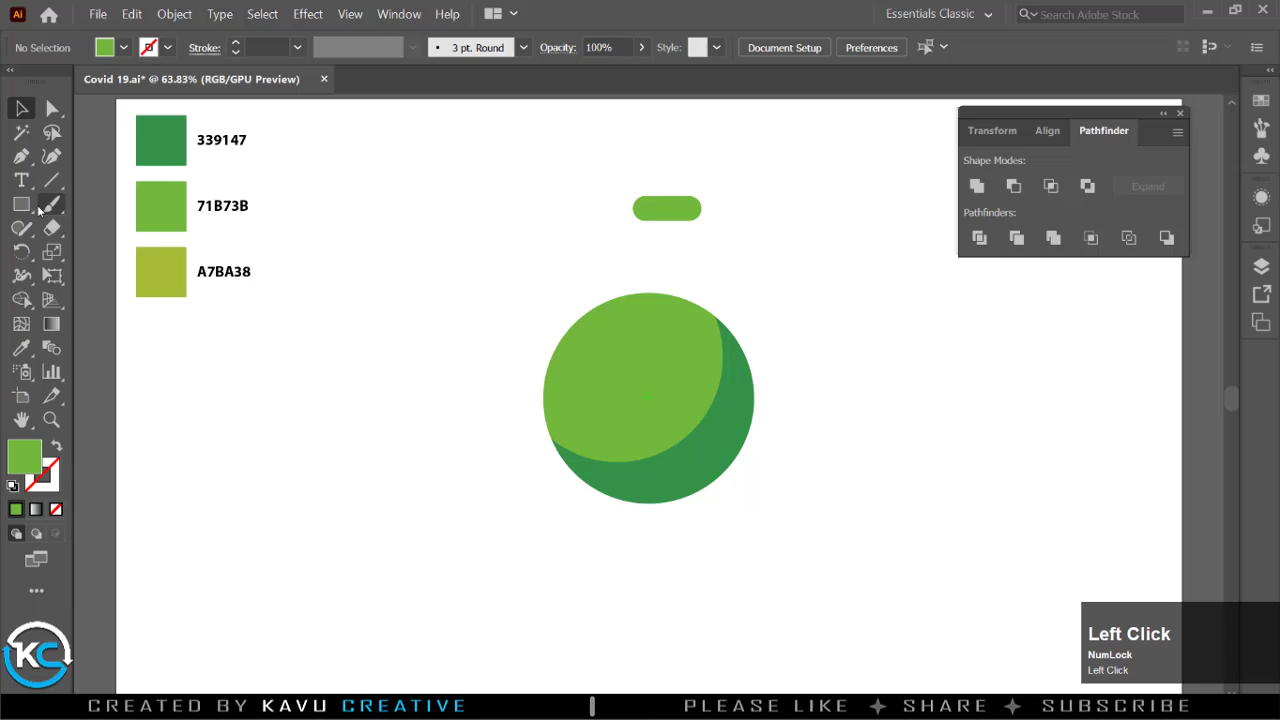 Ai File Edit Object Type Select Effect View Window Help Essentials Classic Search Adobe Stock
No Selection Stroke: 3 pt. Round Opacity: 100% Style: Document Setup Preferences
Covid 19.ai* @ 63.83% (RGB/GPU Preview)
339147
71B73B
A7BA38
Transform Align Pathfinder
Shape Modes:
Expand
Pathfinders:
T
Left Click
NumLock
Left Click
KC
CREATED BY KAVU CREATIVE PLEASE LIKE SHARE SUBSCRIBE